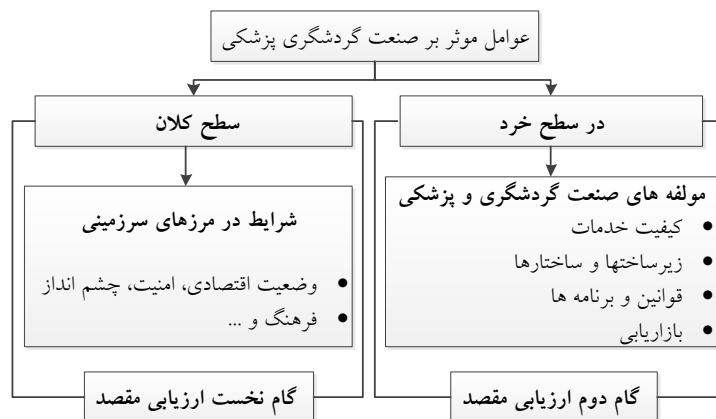 عوامل موثر بر صنعت گردشگری پزشکی
در سطح خرد
مولفه های صنعت گردشگری و پزشکی
• کیفیت خدمات
• زیرساختها و ساختارها
• قوانین و برنامه ها
• بازاریابی
گام دوم ارزیابی مقصد
سطح کلان
شرایط در مرزهای سرزمینی
• وضعیت اقتصادی، امنیت، چشم انداز
• فرهنگ و ...
گام نخست ارزیابی مقصد